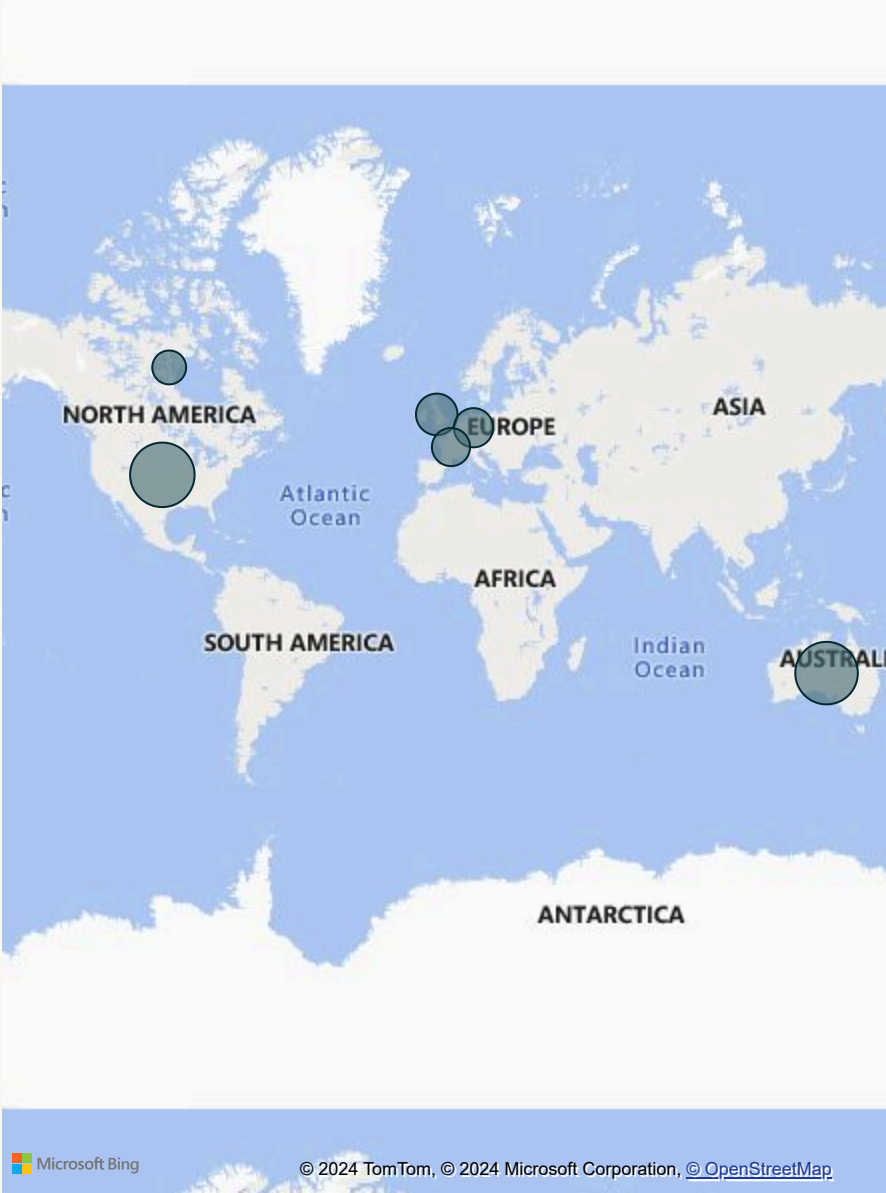 NORTH AMERICA
EUROPE
ASIA
Atlantic
Ocean
AFRICA
SOUTH AMERICA
Indian
Ocean
AUSTRALI
ANTARCTICA
Microsoft Bing
© 2024 TomTom, © 2024 Microsoft Corporation, © OpenStreetMap